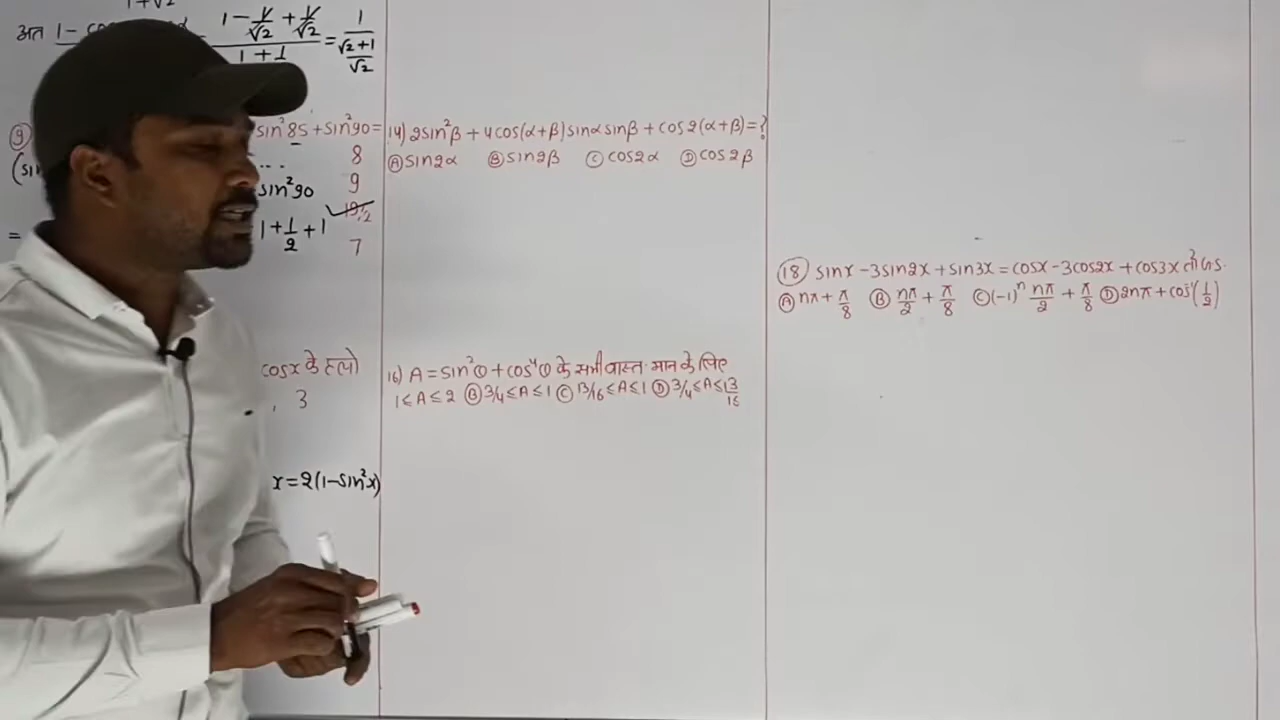 1+√2
अत 1 - co
1 - 1/√2 + 1/√2 / 1 + 1 = 1 / (√2+1)/√2
9) sin²85 + sin²90 =
(sin ... 8
sin²90 9
19/2
= 1 + 1/2 + 1 7
cosx के हलो
, 3
x = 2(1-sin²x)
14) 2sin²β + 4cos(α+β)sinα sinβ + cos2(α+β) = ?
Ⓐ sin2α Ⓑ sin2β Ⓒ cos2α Ⓓ cos2β
16) A = sin²θ + cos⁴θ के सभी वास्त. मान के लिए
1≤A≤2 Ⓑ 3/4≤A≤1 Ⓒ 13/16≤A≤1 Ⓓ 3/4≤A≤13/16
18) sinx - 3sin2x + sin3x = cosx - 3cos2x + cos3x तो
Ⓐ nπ + π/8 Ⓑ nπ/2 + π/8 Ⓒ (-1)ⁿ nπ/2 + π/8 Ⓓ 2nπ + cos⁻¹(1/2)